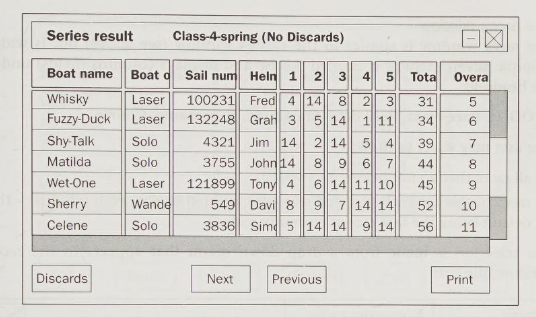 Series result Class-4-spring (No Discards)
Boat name Boat o Sail num Heln 1 2 3 4 5 Tota Overa
Whisky Laser 100231 Fred 4 14 8 2 3 31 5
Fuzzy-Duck Laser 132248 Grah 3 5 14 1 11 34 6
Shy-Talk Solo 4321 Jim 14 2 14 5 4 39 7
Matilda Solo 3755 John 14 8 9 6 7 44 8
Wet-One Laser 121899 Tony 4 6 14 11 10 45 9
Sherry Wande 549 Davi 8 9 7 14 14 52 10
Celene Solo 3836 Simo 5 14 14 9 14 56 11
Discards Next Previous Print